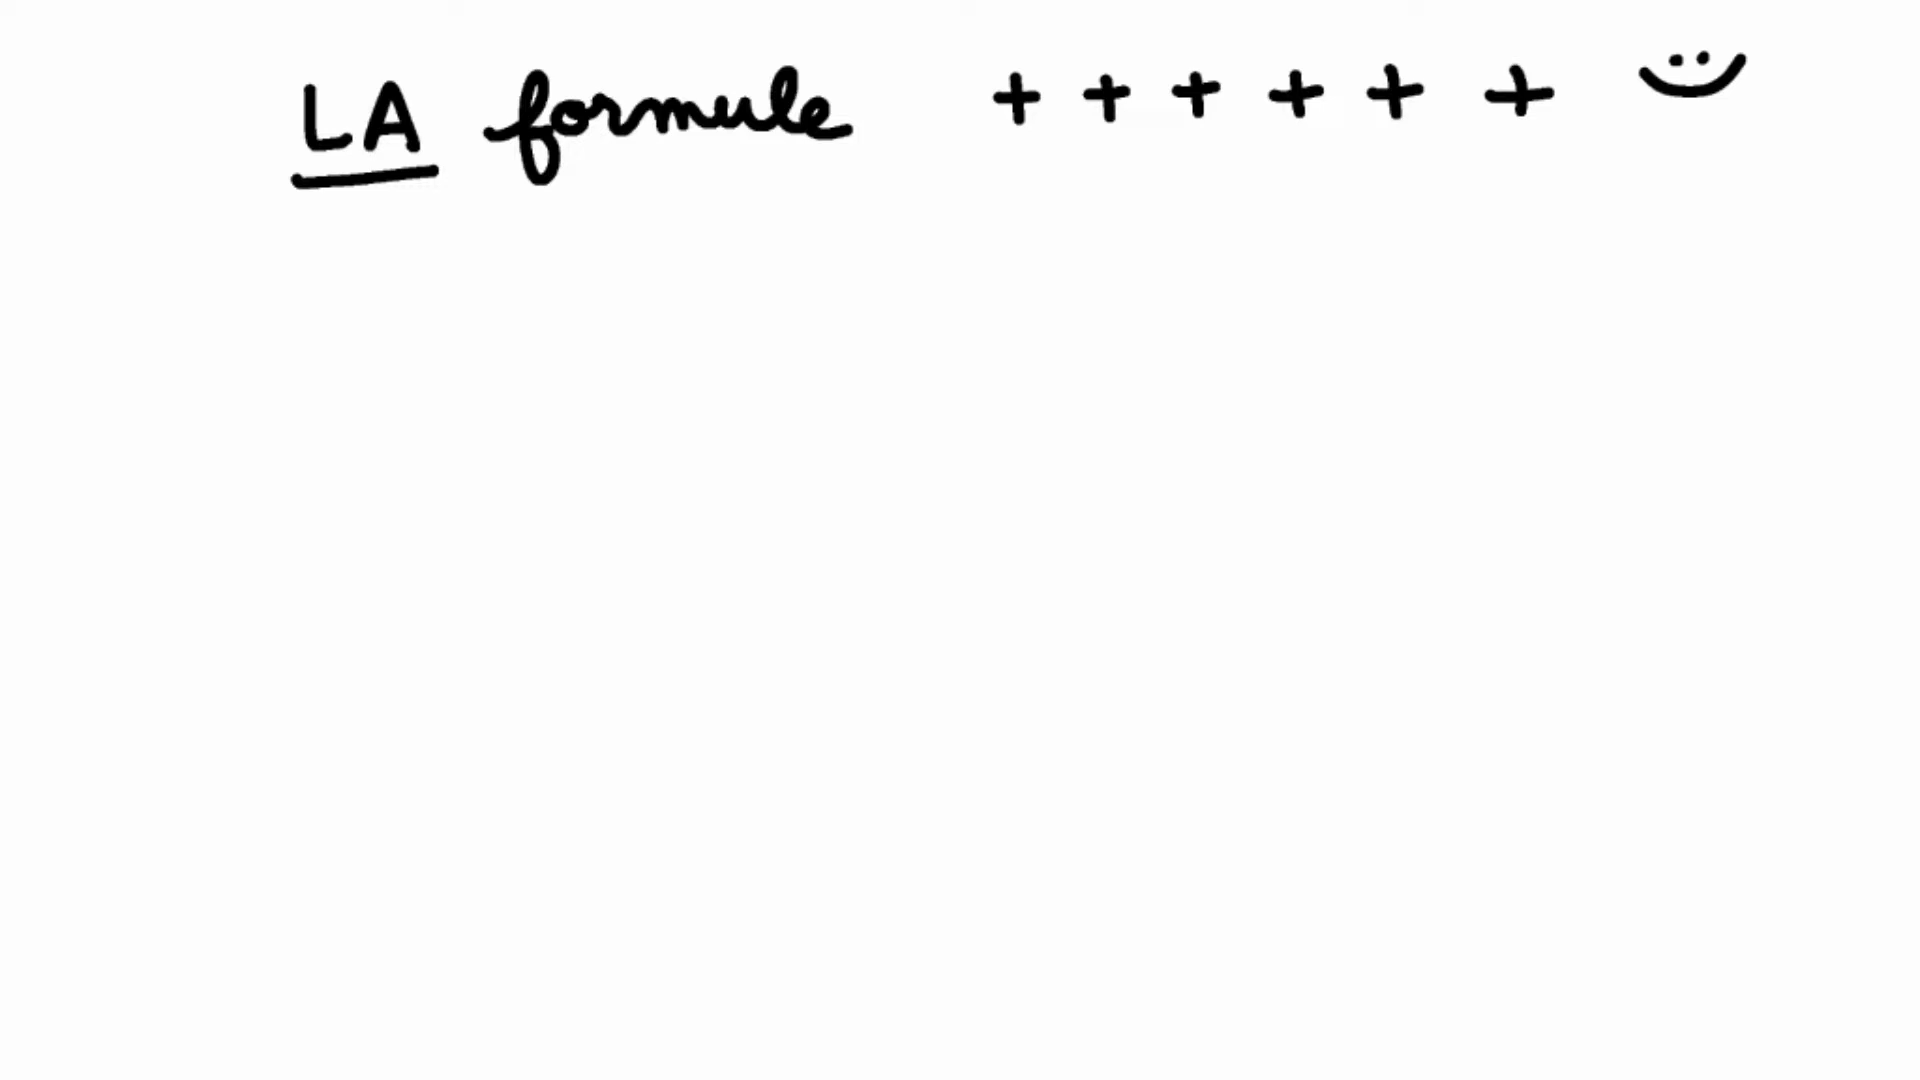 LA formule + + + + + +